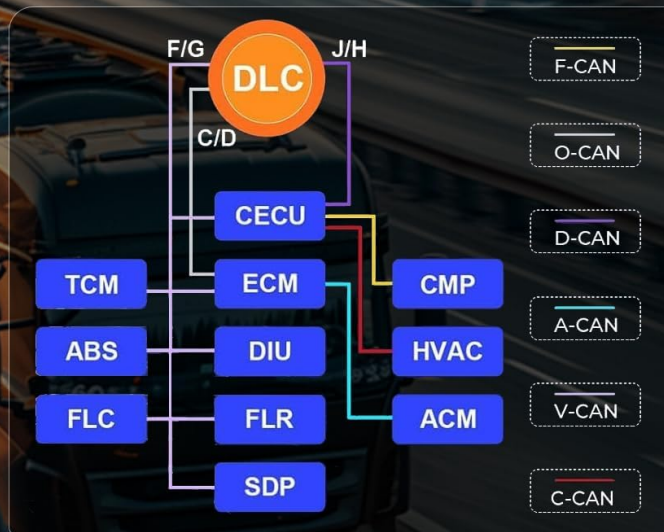 F/G
J/H
DLC
C/D
CECU
TCM
ECM
CMP
ABS
DIU
HVAC
FLC
FLR
ACM
SDP
F-CAN
O-CAN
D-CAN
A-CAN
V-CAN
C-CAN